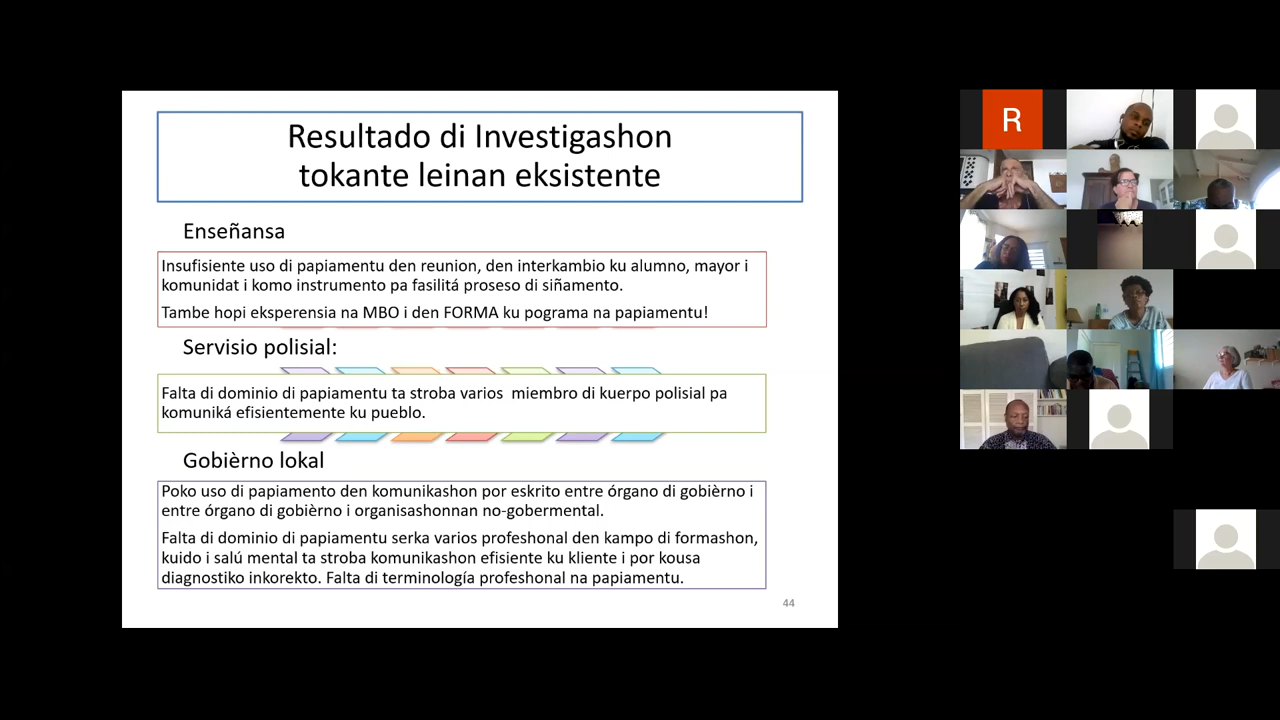 Resultado di Investigashon
tokante leinan eksistente
Enseñansa
Insufisiente uso di papiamentu den reunion, den interkambio ku alumno, mayor i
komunidat i komo instrumento pa fasilitá proseso di siñamento.
Tambe hopi eksperensia na MBO i den FORMA ku pograma na papiamentu!
Servisio polisial:
Falta di dominio di papiamentu ta stroba varios miembro di kuerpo polisial pa
komuniká efisientemente ku pueblo.
Gobièrno lokal
Poko uso di papiamento den komunikashon por eskrito entre órgano di gobièrno i
entre órgano di gobièrno i organisashonnan no-gobermental.
Falta di dominio di papiamentu serka varios profeshonal den kampo di formashon,
kuido i salú mental ta stroba komunikashon efisiente ku kliente i por kousa
diagnostiko inkorekto. Falta di terminología profeshonal na papiamentu.
44
R